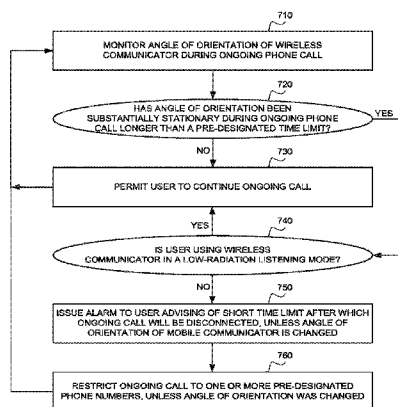 710
MONITOR ANGLE OF ORIENTATION OF WIRELESS
COMMUNICATOR DURING ONGOING PHONE CALL
720
HAS ANGLE OF ORIENTATION BEEN
SUBSTANTIALLY STATIONARY DURING ONGOING PHONE
CALL LONGER THAN A PRE-DESIGNATED TIME LIMIT?
YES
NO
730
PERMIT USER TO CONTINUE ONGOING CALL
YES
740
IS USER USING WIRELESS
COMMUNICATOR IN A LOW-RADIATION LISTENING MODE?
NO
750
ISSUE ALARM TO USER ADVISING OF SHORT TIME LIMIT AFTER WHICH
ONGOING CALL WILL BE DISCONNECTED, UNLESS ANGLE OF
ORIENTATION OF MOBILE COMMUNICATOR IS CHANGED
760
RESTRICT ONGOING CALL TO ONE OR MORE PRE-DESIGNATED
PHONE NUMBERS, UNLESS ANGLE OF ORIENTATION WAS CHANGED